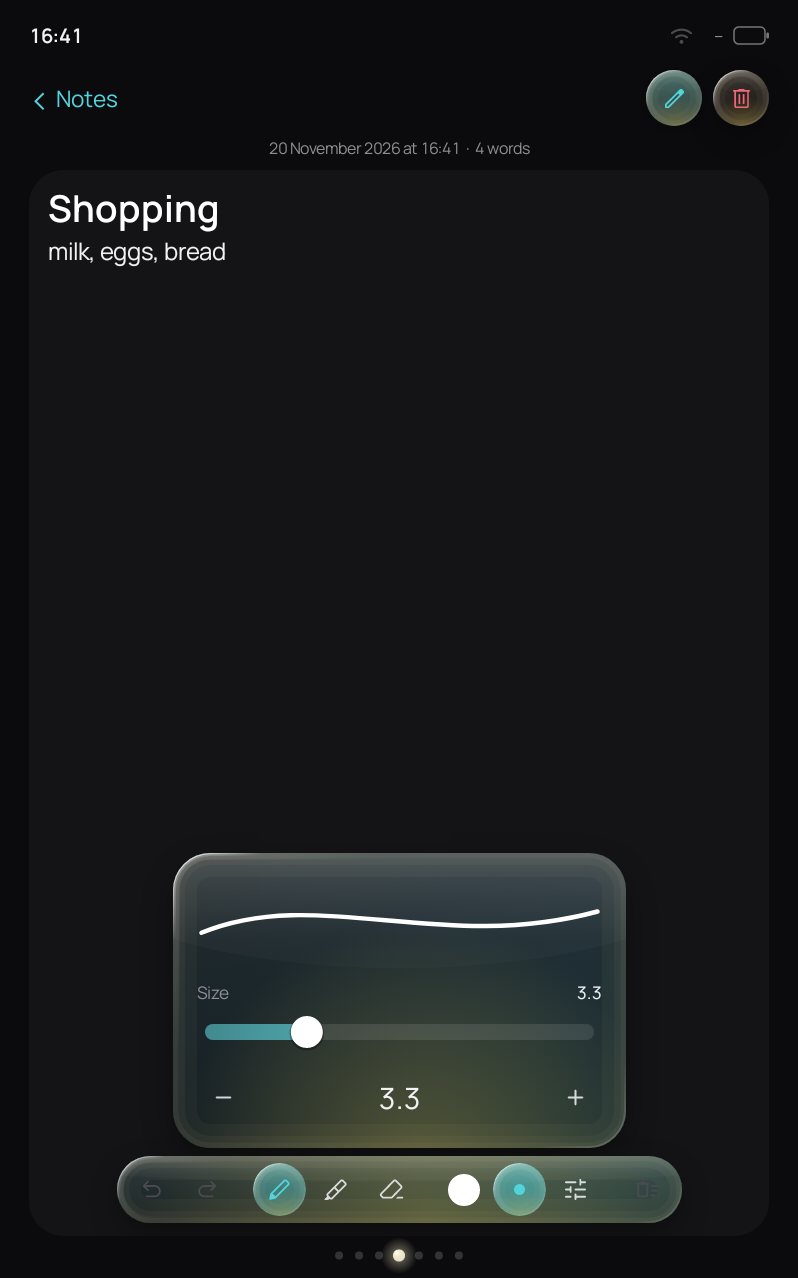 16:41
Notes
20 November 2026 at 16:41 · 4 words
Shopping
milk, eggs, bread
Size 3.3
− 3.3 +